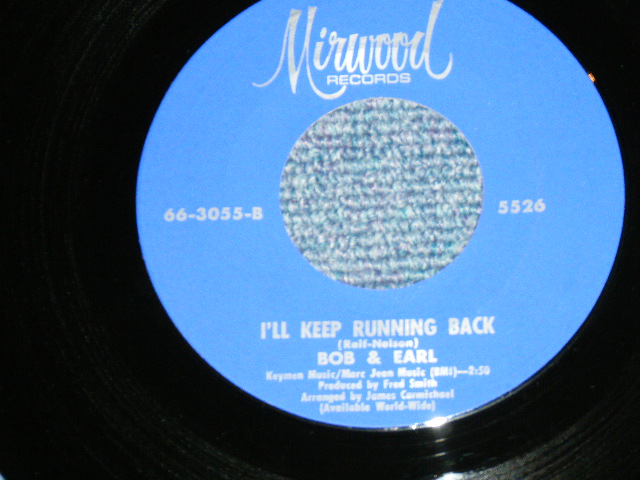 Mirwood
RECORDS
66-3055-B
5526
I'LL KEEP RUNNING BACK
(Ralf-Nelson)
BOB & EARL
Keymen Music/Marc Jean Music (BMI)—2:50
Produced by Fred Smith
Arranged by James Carmichael
(Available World-Wide)